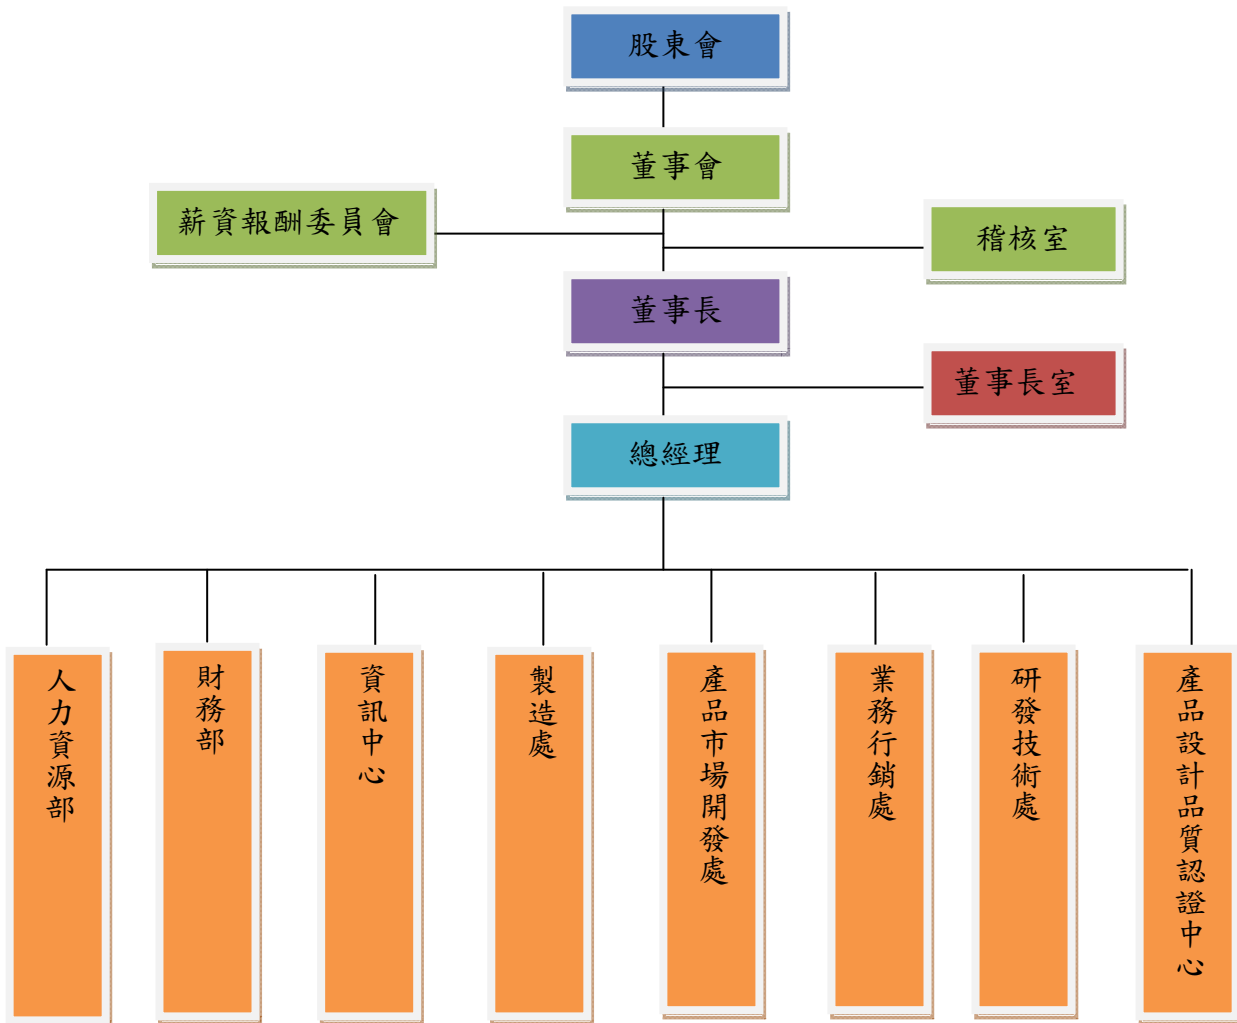 股東會
董事會
薪資報酬委員會
稽核室
董事長
董事長室
總經理
人力資源部
財務部
資訊中心
製造處
產品市場開發處
業務行銷處
研發技術處
產品設計品質認證中心